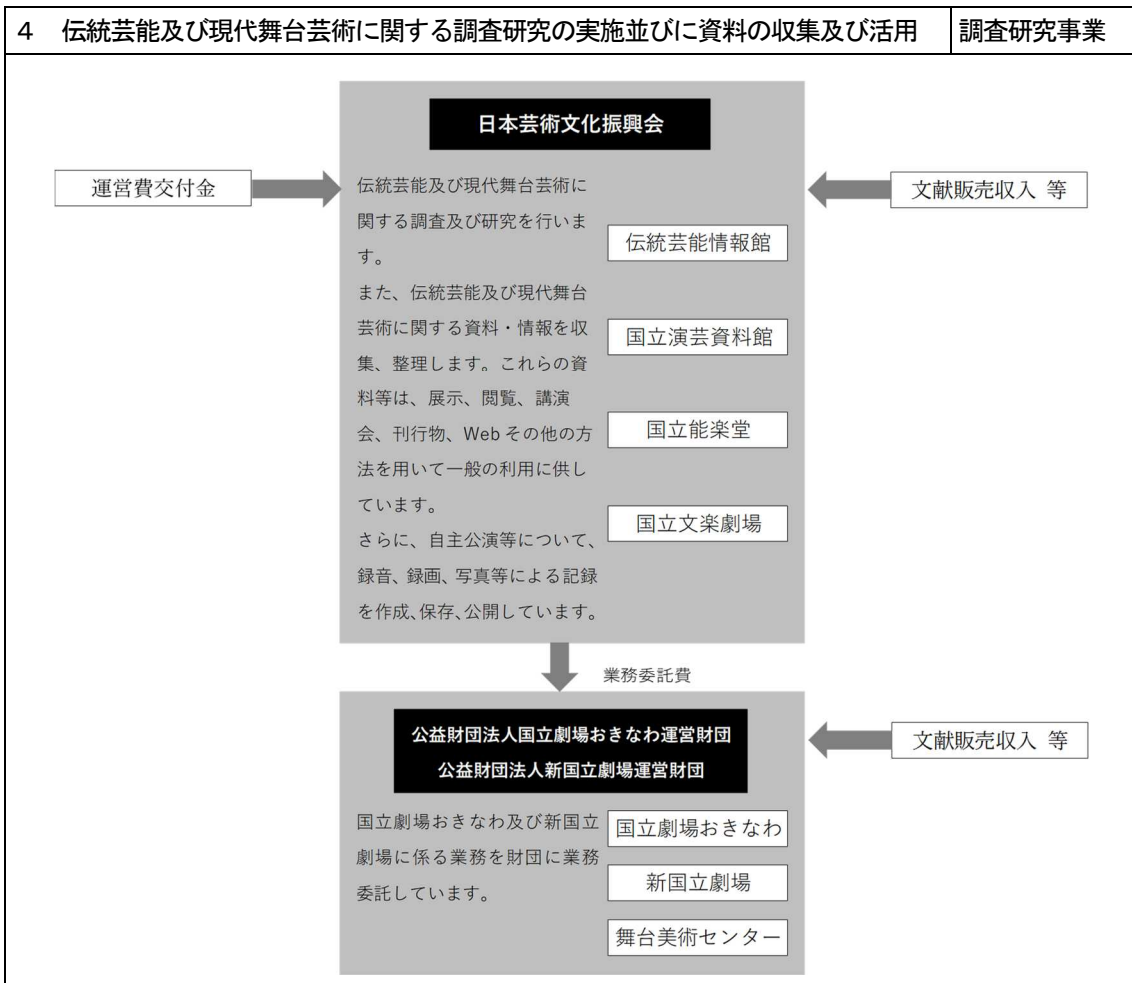 4 伝統芸能及び現代舞台芸術に関する調査研究の実施並びに資料の収集及び活用
調査研究事業
日本芸術文化振興会
運営費交付金
文献販売収入 等
伝統芸能及び現代舞台芸術に
関する調査及び研究を行いま
す。
また、伝統芸能及び現代舞台
芸術に関する資料・情報を収
集、整理します。これらの資
料等は、展示、閲覧、講演
会、刊行物、Web その他の方
法を用いて一般の利用に供し
ています。
さらに、自主公演等について、
録音、録画、写真等による記録
を作成、保存、公開しています。
伝統芸能情報館
国立演芸資料館
国立能楽堂
国立文楽劇場
業務委託費
公益財団法人国立劇場おきなわ運営財団
公益財団法人新国立劇場運営財団
文献販売収入 等
国立劇場おきなわ及び新国立
劇場に係る業務を財団に業務
委託しています。
国立劇場おきなわ
新国立劇場
舞台美術センター